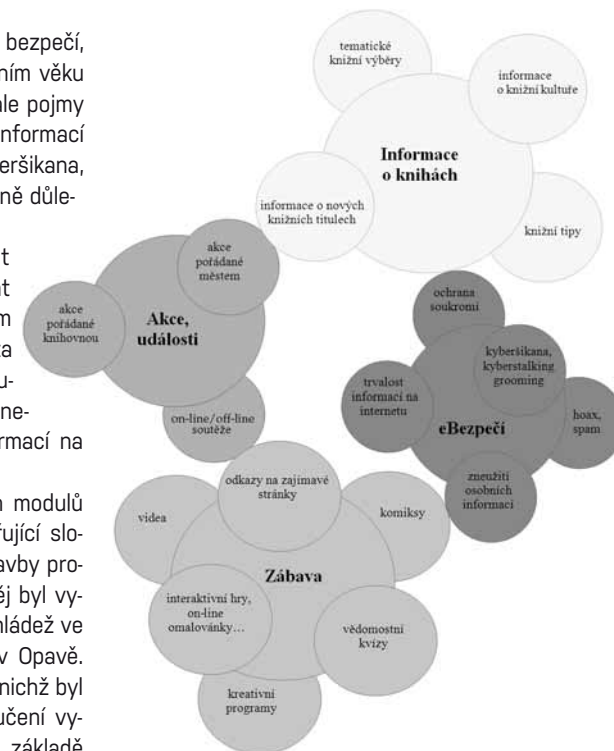 bezpečí,
ním věku
ale pojmy
nformací
eršikana,
ně důle-
t
m
ta
u-
ne-
rmací na
modulů
ující slo-
avby pro-
ěj byl vy-
mládež ve
v Opavě.
nichž byl
učení vy-
základě
tematické
knižní výběry
informace
o knižní kultuře
Informace
o knihách
informace o nových
knižních titulech
knižní tipy
akce
pořádané
městem
akce
pořádané
knihovnou
Akce,
události
on-line/off-line
soutěže
ochrana
soukromí
kyberšikana,
kyberstalking
grooming
trvalost
informací na
internetu
eBezpečí
hoax,
spam
zneužití
osobních
informací
odkazy na zajímavé
stránky
videa
komiksy
Zábava
interaktivní hry,
on-line
omalovánky…
vědomostní
kvízy
kreativní
programy